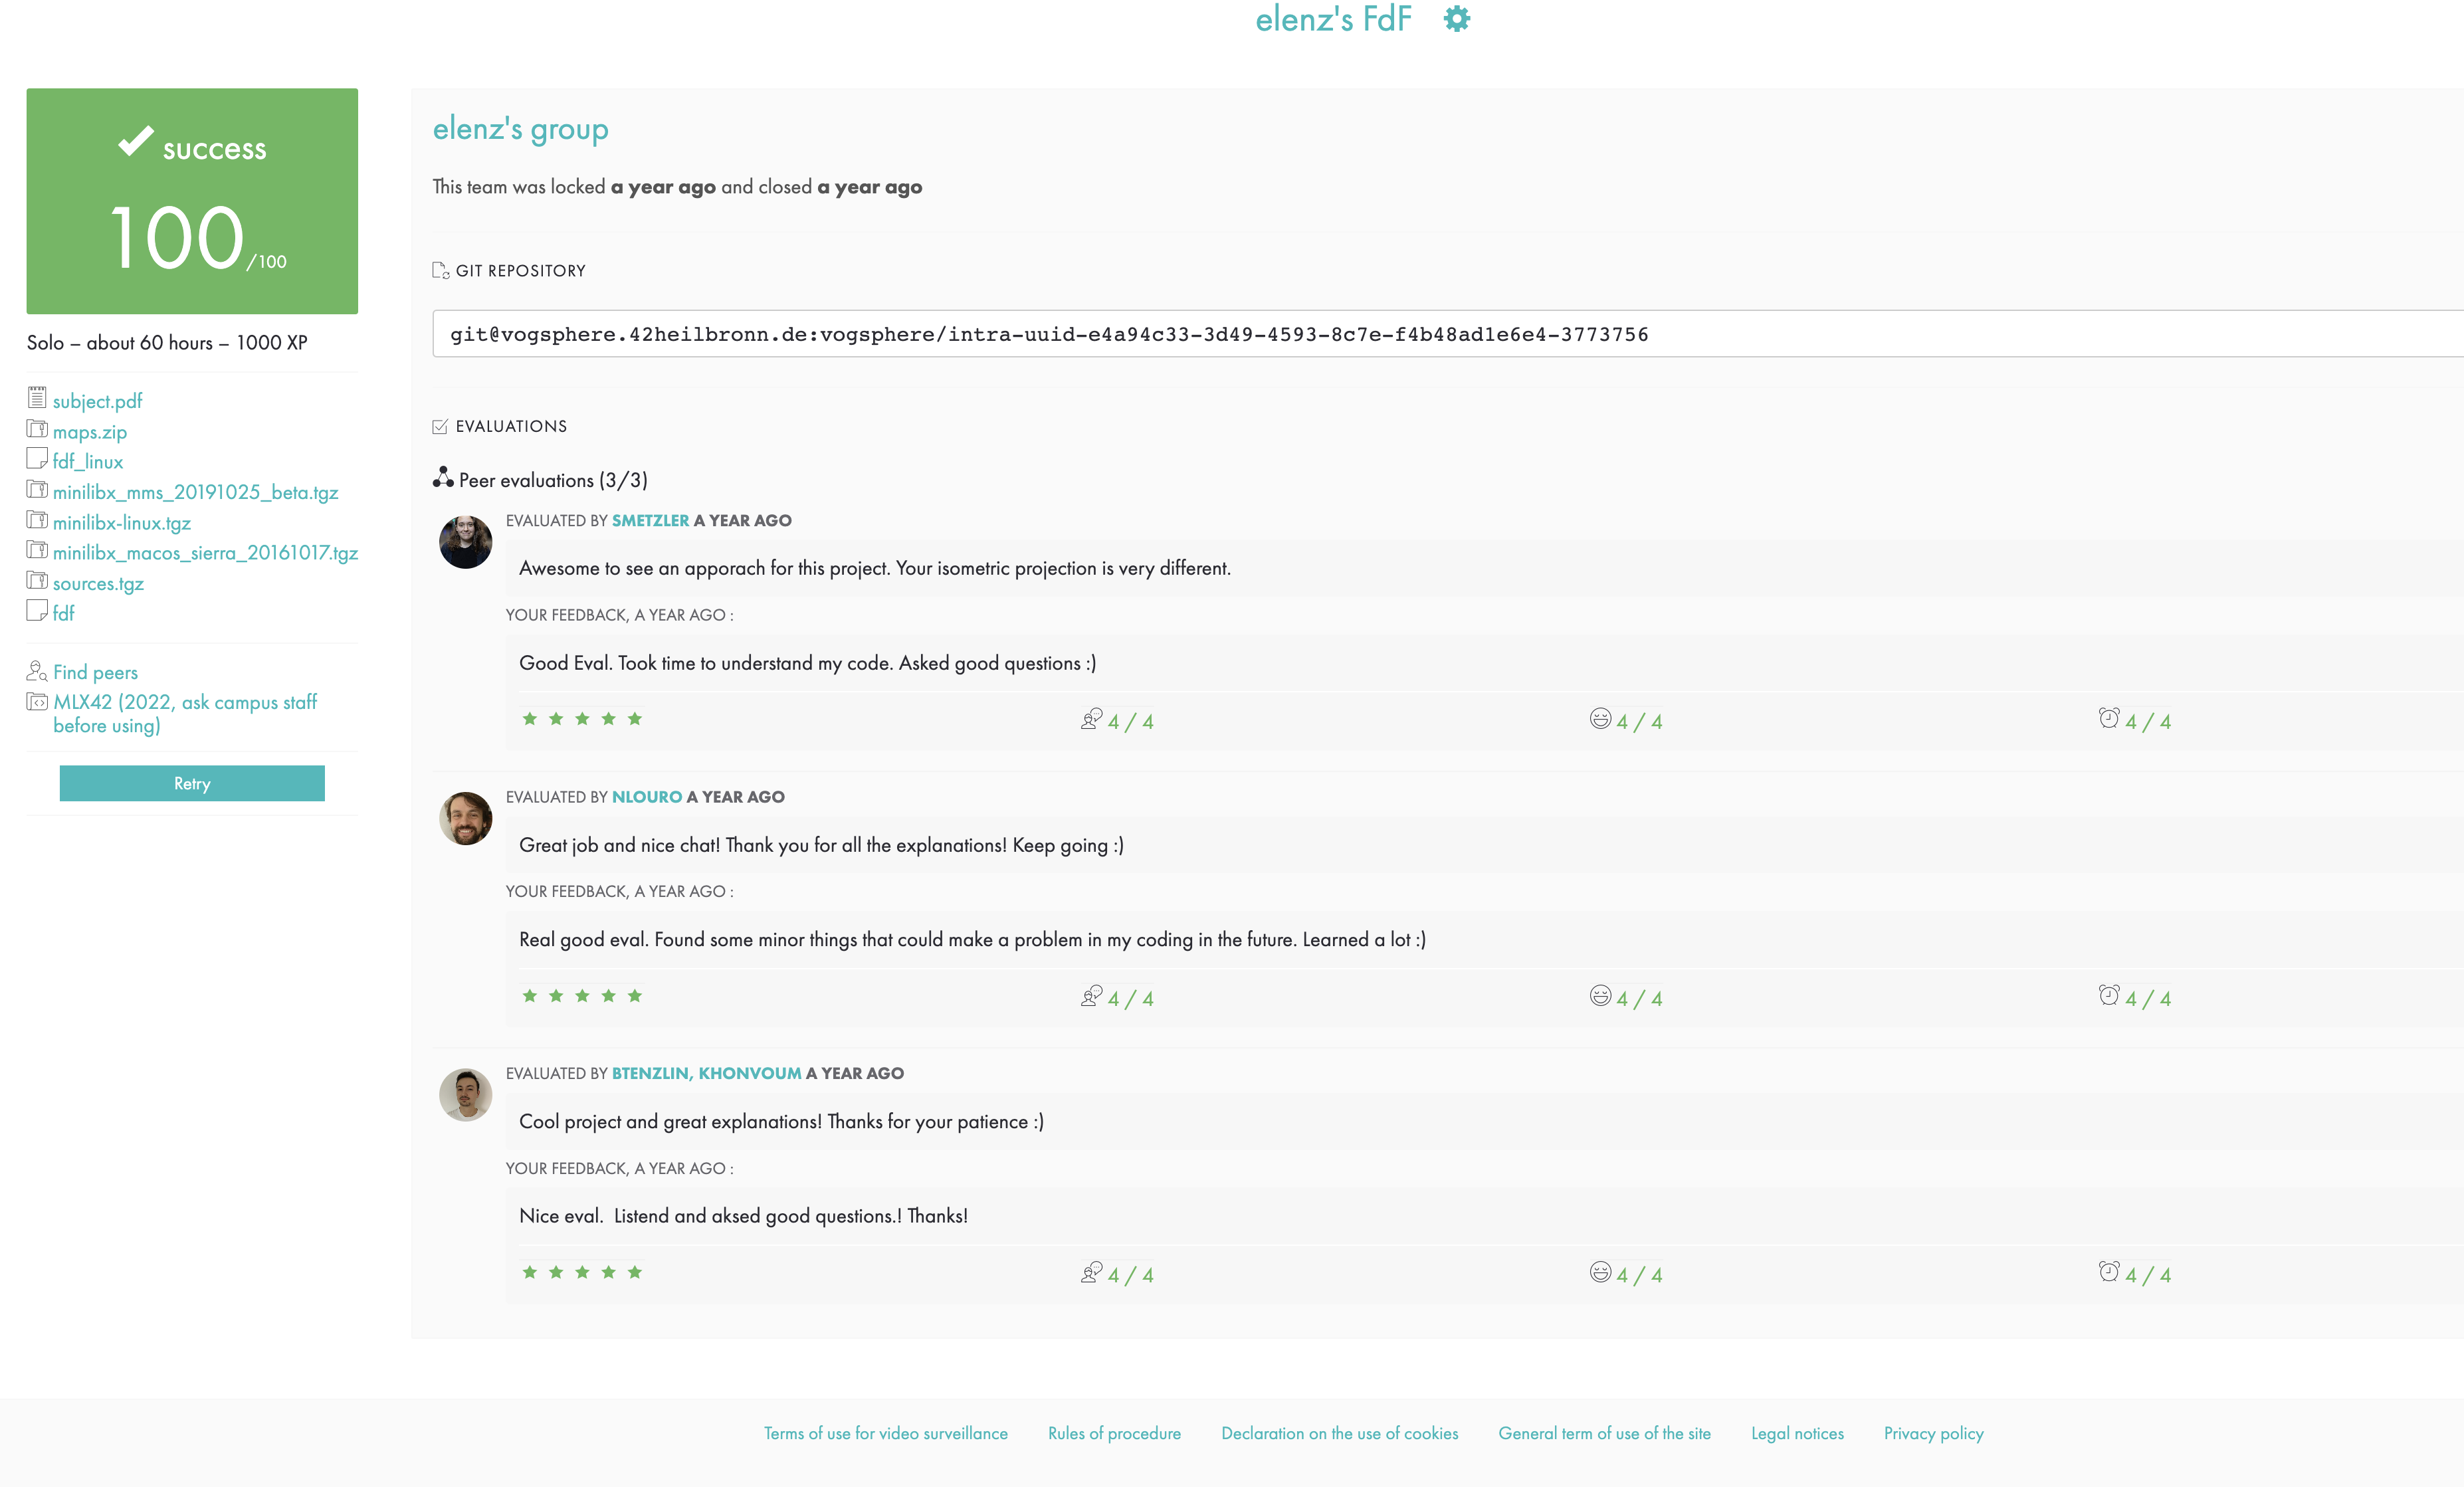 elenz's FdF
success
100/100
Solo – about 60 hours – 1000 XP
subject.pdf
maps.zip
fdf_linux
minilibx_mms_20191025_beta.tgz
minilibx-linux.tgz
minilibx_macos_sierra_20161017.tgz
sources.tgz
fdf
Find peers
MLX42 (2022, ask campus staff
before using)
Retry
elenz's group
This team was locked a year ago and closed a year ago
GIT REPOSITORY
git@vogsphere.42heilbronn.de:vogsphere/intra-uuid-e4a94c33-3d49-4593-8c7e-f4b48ad1e6e4-3773756
EVALUATIONS
Peer evaluations (3/3)
EVALUATED BY SMETZLER A YEAR AGO
Awesome to see an apporach for this project. Your isometric projection is very different.
YOUR FEEDBACK, A YEAR AGO :
Good Eval. Took time to understand my code. Asked good questions :)
★ ★ ★ ★ ★ 4 / 4 4 / 4 4 / 4
EVALUATED BY NLOURO A YEAR AGO
Great job and nice chat! Thank you for all the explanations! Keep going :)
YOUR FEEDBACK, A YEAR AGO :
Real good eval. Found some minor things that could make a problem in my coding in the future. Learned a lot :)
★ ★ ★ ★ ★ 4 / 4 4 / 4 4 / 4
EVALUATED BY BTENZLIN, KHONVOUM A YEAR AGO
Cool project and great explanations! Thanks for your patience :)
YOUR FEEDBACK, A YEAR AGO :
Nice eval.  Listend and aksed good questions.! Thanks!
★ ★ ★ ★ ★ 4 / 4 4 / 4 4 / 4
Terms of use for video surveillance Rules of procedure Declaration on the use of cookies General term of use of the site Legal notices Privacy policy